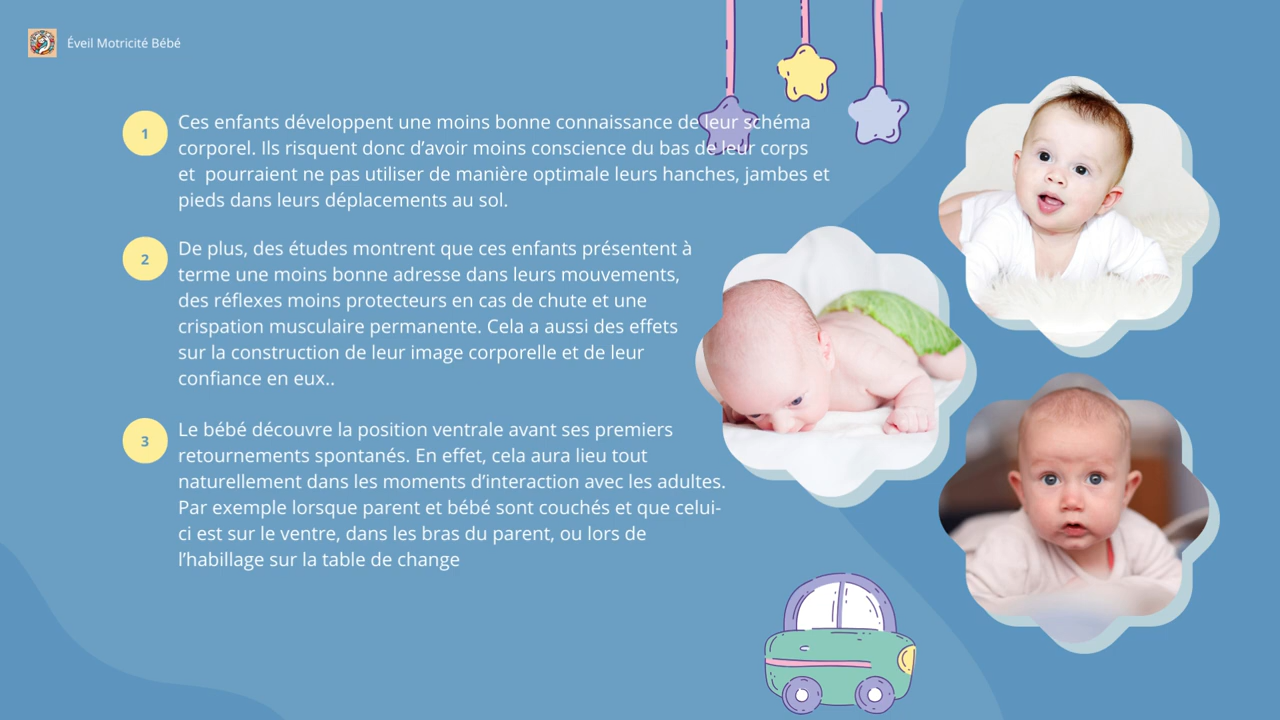 Éveil Motricité Bébé
1
Ces enfants développent une moins bonne connaissance de leur schéma
corporel. Ils risquent donc d’avoir moins conscience du bas de leur corps
et  pourraient ne pas utiliser de manière optimale leurs hanches, jambes et
pieds dans leurs déplacements au sol.
2
De plus, des études montrent que ces enfants présentent à
terme une moins bonne adresse dans leurs mouvements,
des réflexes moins protecteurs en cas de chute et une
crispation musculaire permanente. Cela a aussi des effets
sur la construction de leur image corporelle et de leur
confiance en eux..
3
Le bébé découvre la position ventrale avant ses premiers
retournements spontanés. En effet, cela aura lieu tout
naturellement dans les moments d’interaction avec les adultes.
Par exemple lorsque parent et bébé sont couchés et que celui-
ci est sur le ventre, dans les bras du parent, ou lors de
l’habillage sur la table de change